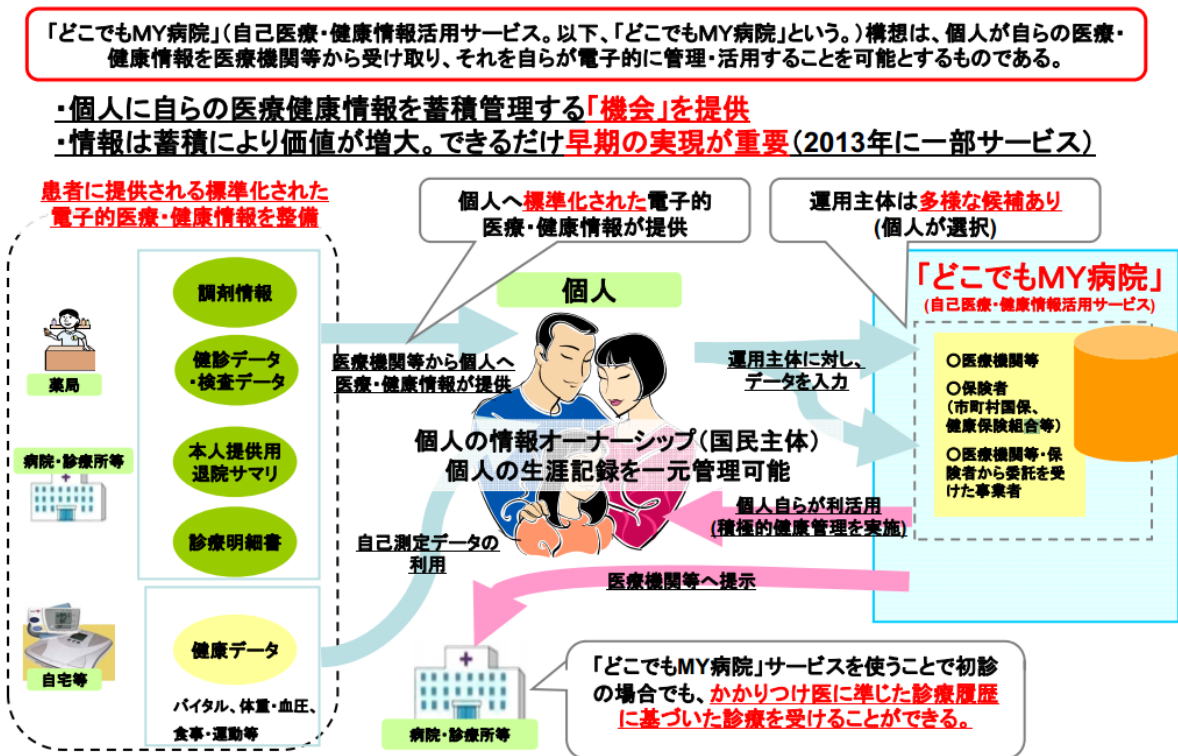 「どこでもMY病院」(自己医療・健康情報活用サービス。以下、「どこでもMY病院」という。)構想は、個人が自らの医療・
健康情報を医療機関等から受け取り、それを自らが電子的に管理・活用することを可能とするものである。
・個人に自らの医療健康情報を蓄積管理する「機会」を提供
・情報は蓄積により価値が増大。できるだけ早期の実現が重要(2013年に一部サービス)
患者に提供される標準化された
電子的医療・健康情報を整備
個人へ標準化された電子的
医療・健康情報が提供
運用主体は多様な候補あり
(個人が選択)
調剤情報
健診データ
・検査データ
本人提供用
退院サマリ
診療明細書
健康データ
バイタル、体重・血圧、
食事・運動等
薬局
病院・診療所等
自宅等
個人
医療機関等から個人へ
医療・健康情報が提供
運用主体に対し、
データを入力
個人の情報オーナーシップ(国民主体)
個人の生涯記録を一元管理可能
自己測定データの
利用
個人自らが利活用
(積極的健康管理を実施)
医療機関等へ提示
「どこでもMY病院」
(自己医療・健康情報活用サービス)
○医療機関等
○保険者
(市町村国保、
健康保険組合等)
○医療機関等・保
険者から委託を受
けた事業者
病院・診療所等
「どこでもMY病院」サービスを使うことで初診
の場合でも、かかりつけ医に準じた診療履歴
に基づいた診療を受けることができる。